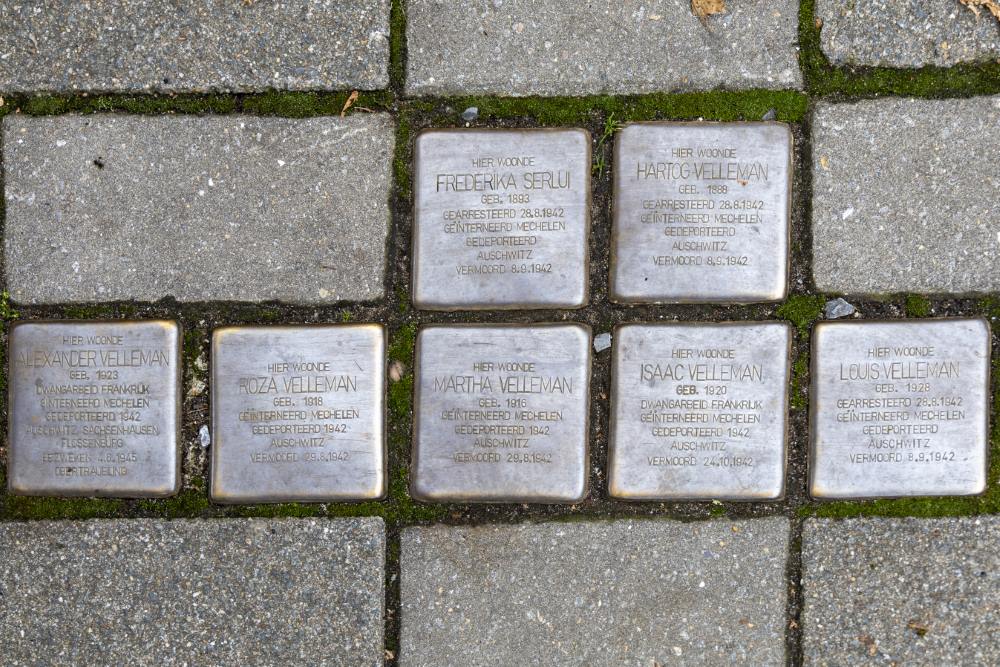 HIER WOONDE
FREDERIKA SERLUI
GEB. 1893
GEARRESTEERD 28.8.1942
GEÏNTERNEERD MECHELEN
GEDEPORTEERD
AUSCHWITZ
VERMOORD 8.9.1942
HIER WOONDE
HARTOG VELLEMAN
GEB. 1888
GEARRESTEERD 28.8.1942
GEÏNTERNEERD MECHELEN
GEDEPORTEERD
AUSCHWITZ
VERMOORD 8.9.1942
ALEXANDER VELLEMAN
GEB. 1923
DWANGARBEID FRANKRIJK
GEÏNTERNEERD MECHELEN
GEDEPORTEERD 1942
AUSCHWITZ SACHSENHAUSEN
FLOSSENBURG
BEZWEKEN 4.6.1945
OBERTRAUBLING
HIER WOONDE
ROZA VELLEMAN
GEB. 1918
GEÏNTERNEERD MECHELEN
GEDEPORTEERD 1942
AUSCHWITZ
VERMOORD 29.8.1942
HIER WOONDE
MARTHA VELLEMAN
GEB. 1916
GEÏNTERNEERD MECHELEN
GEDEPORTEERD 1942
AUSCHWITZ
VERMOORD 29.8.1942
HIER WOONDE
ISAAC VELLEMAN
GEB. 1920
DWANGARBEID FRANKRIJK
GEÏNTERNEERD MECHELEN
GEDEPORTEERD 1942
AUSCHWITZ
VERMOORD 24.10.1942
HIER WOONDE
LOUIS VELLEMAN
GEB. 1928
GEARRESTEERD 28.8.1942
GEÏNTERNEERD MECHELEN
GEDEPORTEERD
AUSCHWITZ
VERMOORD 8.9.1942